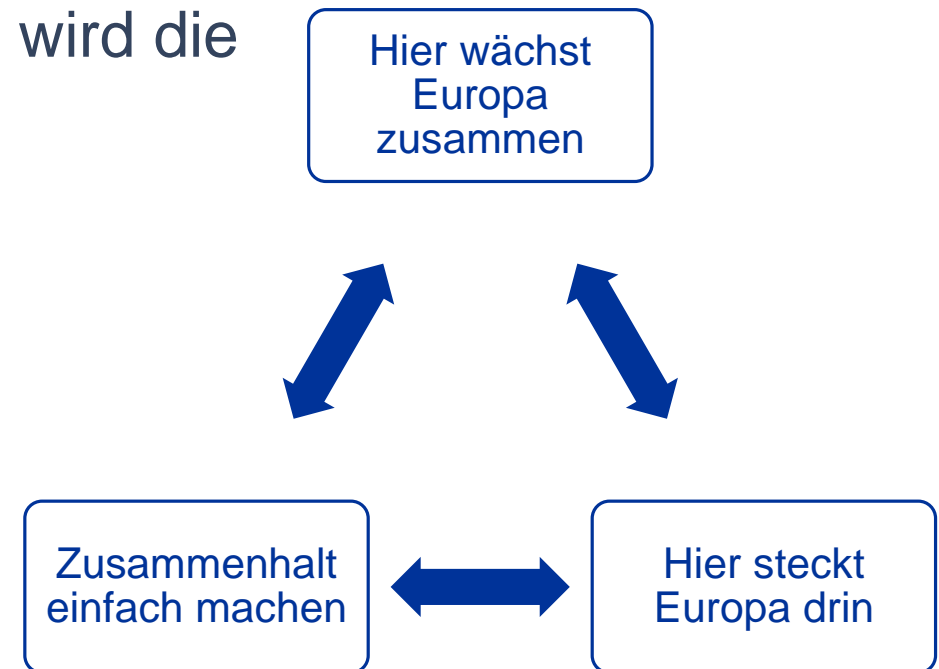 wird die
Hier wächst
Europa
zusammen
Zusammenhalt
einfach machen
Hier steckt
Europa drin